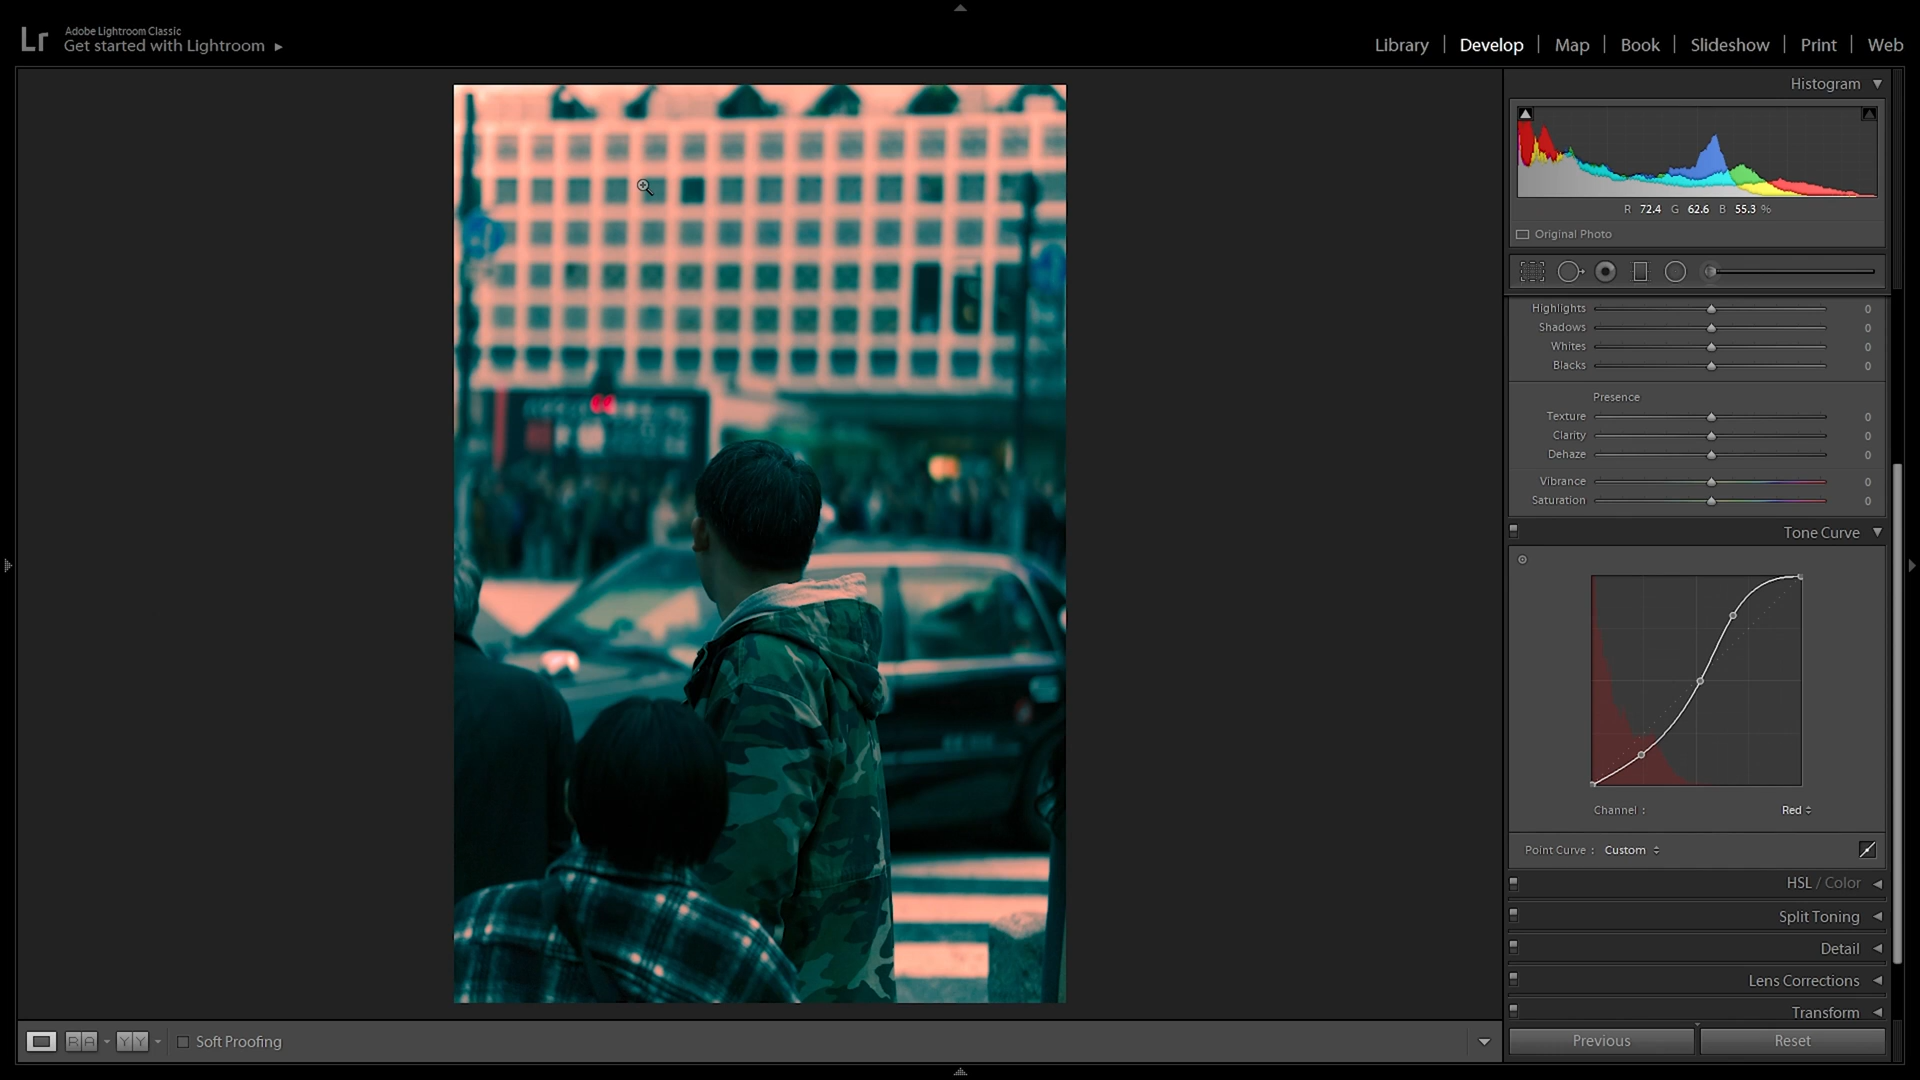 Lr
Adobe Lightroom Classic
Get started with Lightroom ▶
Library | Develop | Map | Book | Slideshow | Print | Web
Histogram
R 72.4 G 62.6 B 55.3 %
Original Photo
Highlights 0
Shadows 0
Whites 0
Blacks 0
Presence
Texture 0
Clarity 0
Dehaze 0
Vibrance 0
Saturation 0
Tone Curve
Channel : Red
Point Curve : Custom
HSL / Color
Split Toning
Detail
Lens Corrections
Transform
R A Y Y Soft Proofing
Previous Reset